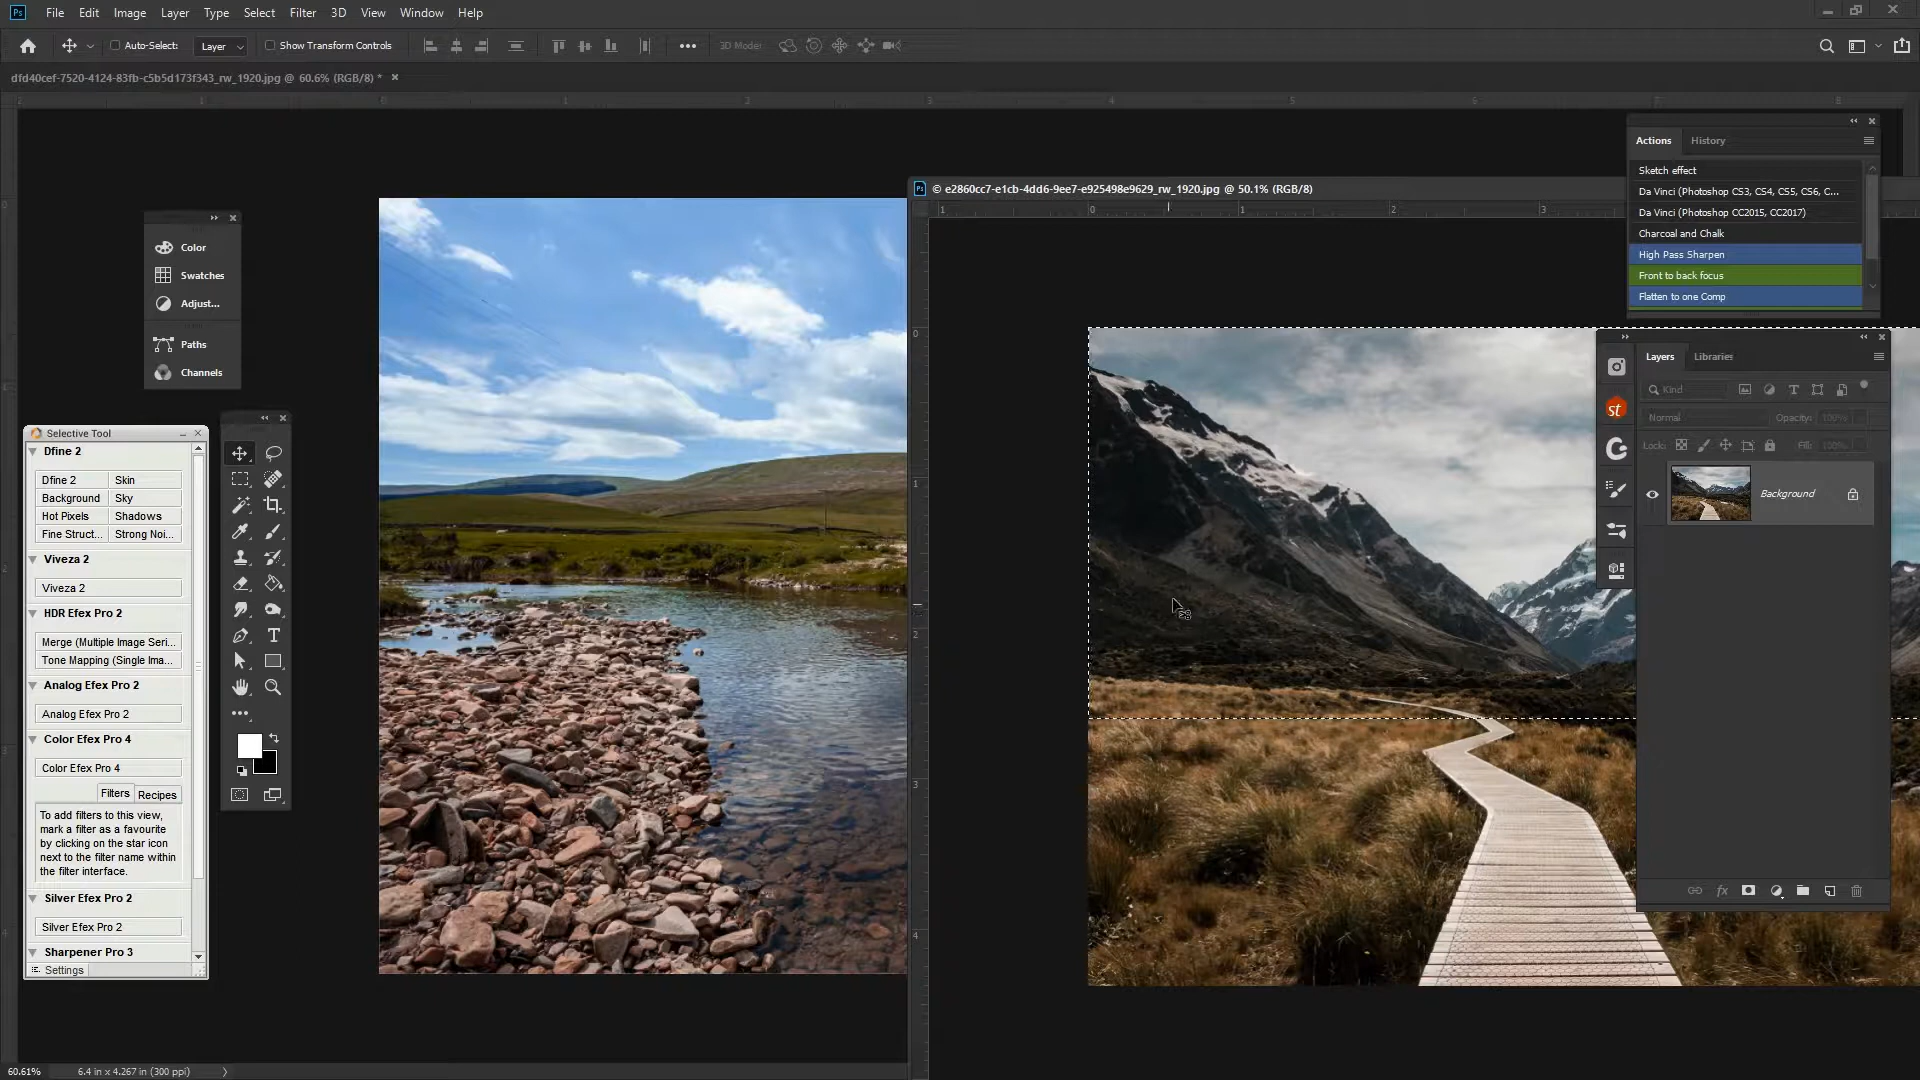 Ps File Edit Image Layer Type Select Filter 3D View Window Help
Auto-Select: Layer Show Transform Controls 3D Mode:
dfd40cef-7520-4124-83fb-c5b5d173f343_rw_1920.jpg @ 60.6% (RGB/8) *
Color
Swatches
Adjust...
Paths
Channels
Selective Tool
Dfine 2
Dfine 2 Skin
Background Sky
Hot Pixels Shadows
Fine Struct... Strong Noi...
Viveza 2
Viveza 2
HDR Efex Pro 2
Merge (Multiple Image Seri...
Tone Mapping (Single Ima...
Analog Efex Pro 2
Analog Efex Pro 2
Color Efex Pro 4
Color Efex Pro 4
Filters Recipes
To add filters to this view,
mark a filter as a favourite
by clicking on the star icon
next to the filter name within
the filter interface.
Silver Efex Pro 2
Silver Efex Pro 2
Sharpener Pro 3
Settings
© e2860cc7-e1cb-4dd6-9ee7-e925498e9629_rw_1920.jpg @ 50.1% (RGB/8)
Actions History
Sketch effect
Da Vinci (Photoshop CS3, CS4, CS5, CS6, C...
Da Vinci (Photoshop CC2015, CC2017)
Charcoal and Chalk
High Pass Sharpen
Front to back focus
Flatten to one Comp
Layers Libraries
Kind
Normal Opacity: 100%
Lock: Fill: 100%
Background
st
60.61% 6.4 in x 4.267 in (300 ppi)